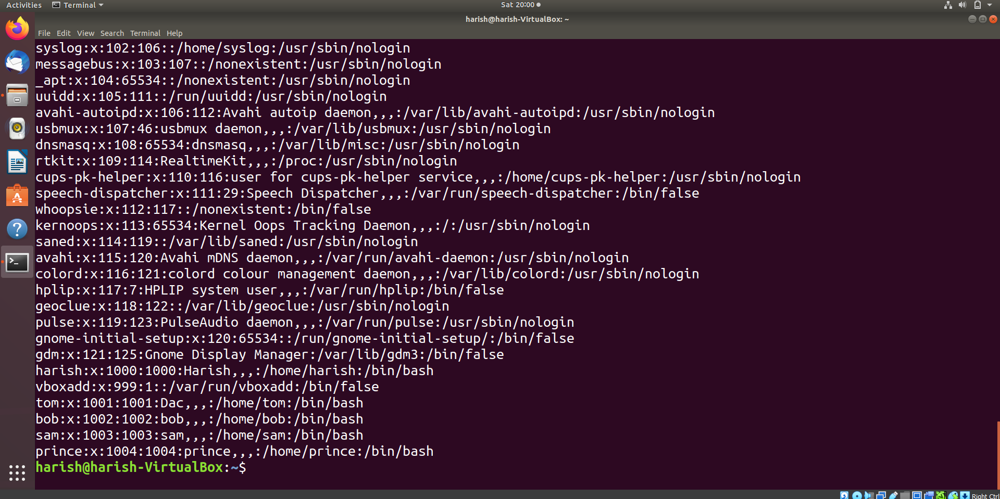 Activities Terminal Sat 20:00
harish@harish-VirtualBox: ~
File Edit View Search Terminal Help
syslog:x:102:106::/home/syslog:/usr/sbin/nologin
messagebus:x:103:107::/nonexistent:/usr/sbin/nologin
_apt:x:104:65534::/nonexistent:/usr/sbin/nologin
uuidd:x:105:111::/run/uuidd:/usr/sbin/nologin
avahi-autoipd:x:106:112:Avahi autoip daemon,,,:/var/lib/avahi-autoipd:/usr/sbin/nologin
usbmux:x:107:46:usbmux daemon,,,:/var/lib/usbmux:/usr/sbin/nologin
dnsmasq:x:108:65534:dnsmasq,,,:/var/lib/misc:/usr/sbin/nologin
rtkit:x:109:114:RealtimeKit,,,:/proc:/usr/sbin/nologin
cups-pk-helper:x:110:116:user for cups-pk-helper service,,,:/home/cups-pk-helper:/usr/sbin/nologin
speech-dispatcher:x:111:29:Speech Dispatcher,,,:/var/run/speech-dispatcher:/bin/false
whoopsie:x:112:117::/nonexistent:/bin/false
kernoops:x:113:65534:Kernel Oops Tracking Daemon,,,:/:/usr/sbin/nologin
saned:x:114:119::/var/lib/saned:/usr/sbin/nologin
avahi:x:115:120:Avahi mDNS daemon,,,:/var/run/avahi-daemon:/usr/sbin/nologin
colord:x:116:121:colord colour management daemon,,,:/var/lib/colord:/usr/sbin/nologin
hplip:x:117:7:HPLIP system user,,,:/var/run/hplip:/bin/false
geoclue:x:118:122::/var/lib/geoclue:/usr/sbin/nologin
pulse:x:119:123:PulseAudio daemon,,,:/var/run/pulse:/usr/sbin/nologin
gnome-initial-setup:x:120:65534::/run/gnome-initial-setup/:/bin/false
gdm:x:121:125:Gnome Display Manager:/var/lib/gdm3:/bin/false
harish:x:1000:1000:Harish,,,:/home/harish:/bin/bash
vboxadd:x:999:1::/var/run/vboxadd:/bin/false
tom:x:1001:1001:Dac,,,:/home/tom:/bin/bash
bob:x:1002:1002:bob,,,:/home/bob:/bin/bash
sam:x:1003:1003:sam,,,:/home/sam:/bin/bash
prince:x:1004:1004:prince,,,:/home/prince:/bin/bash
harish@harish-VirtualBox:~$
Right Ctrl